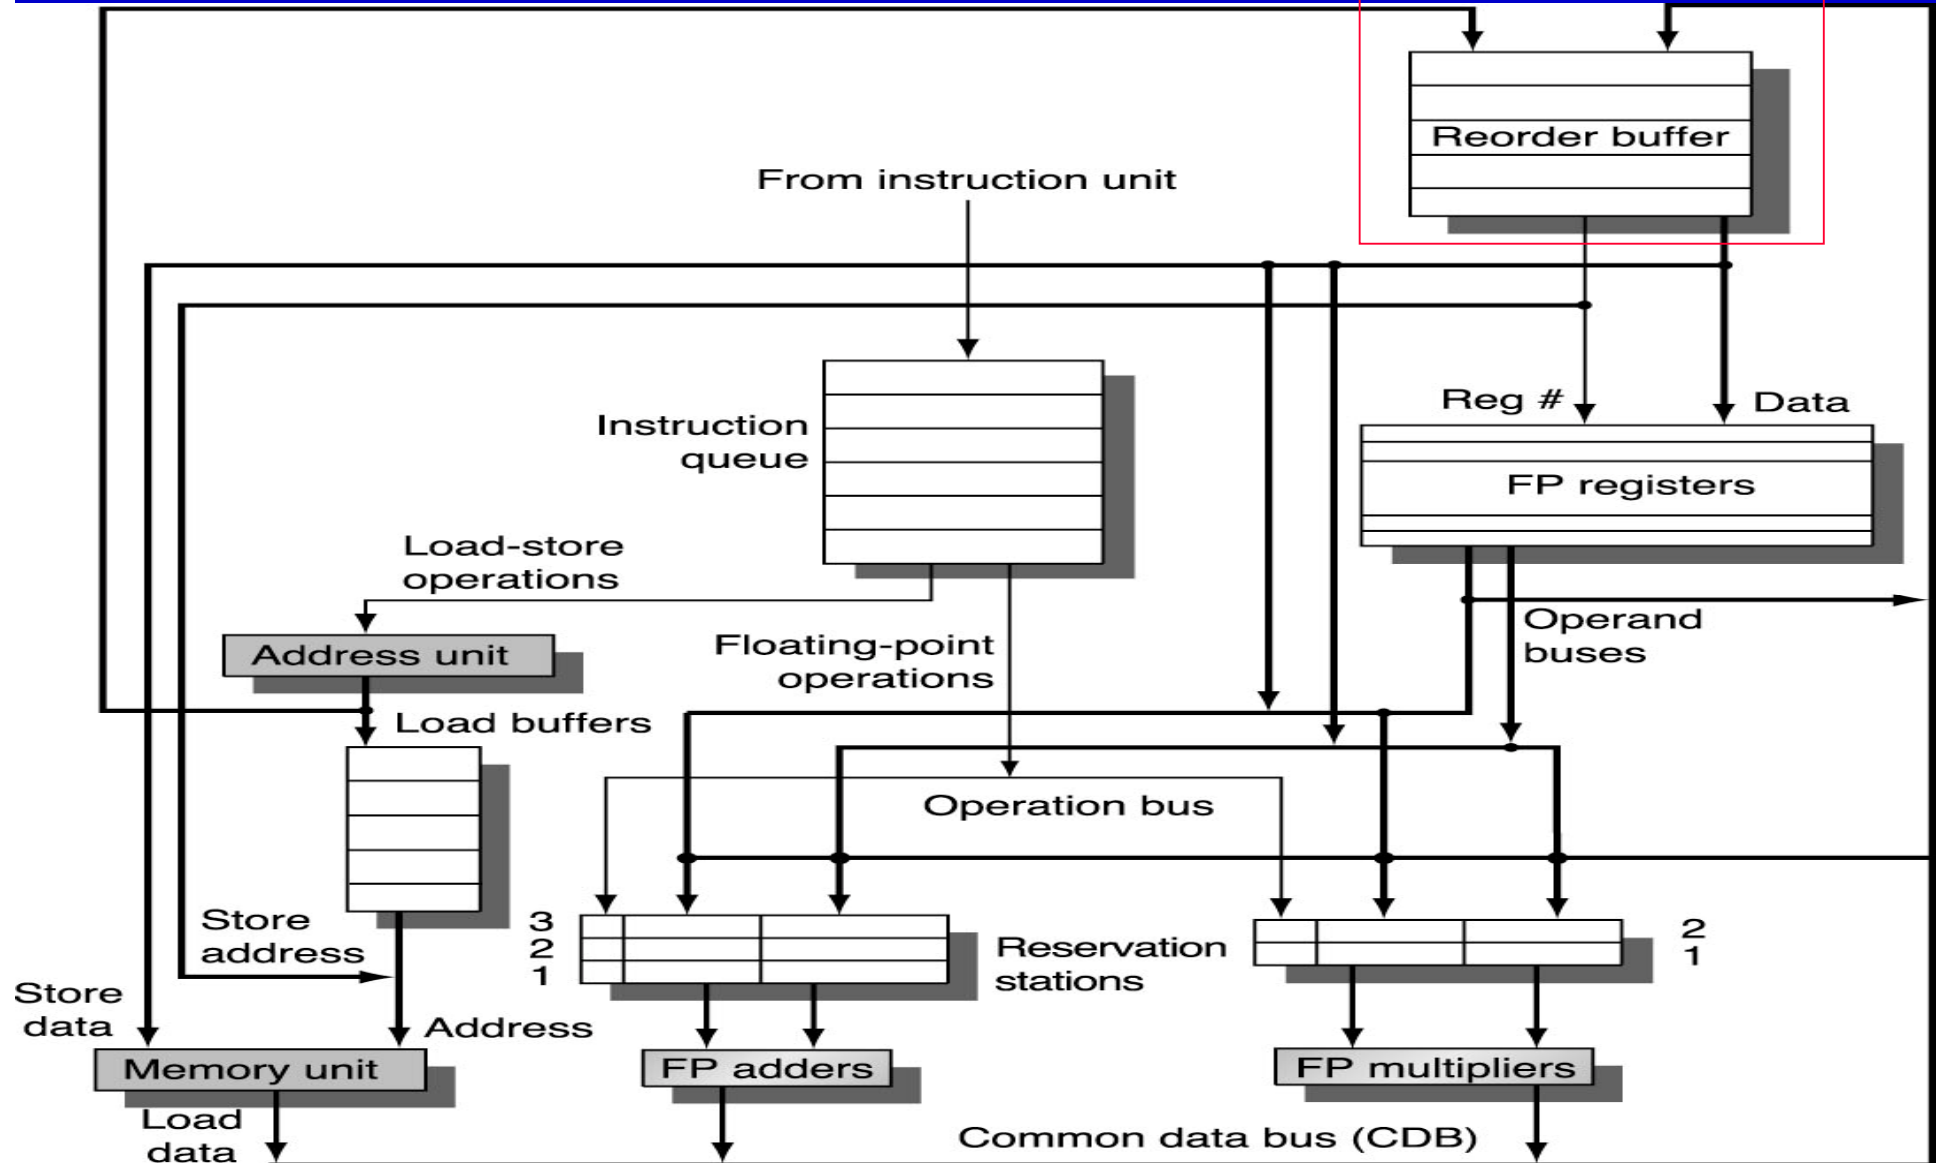 Reorder buffer
From instruction unit
Reg #
Data
Instruction
queue
FP registers
Load-store
operations
Operand
buses
Address unit
Floating-point
operations
Load buffers
Operation bus
Store
address
3
2
1
Reservation
stations
2
1
Store
data
Address
Memory unit
FP adders
FP multipliers
Load
data
Common data bus (CDB)